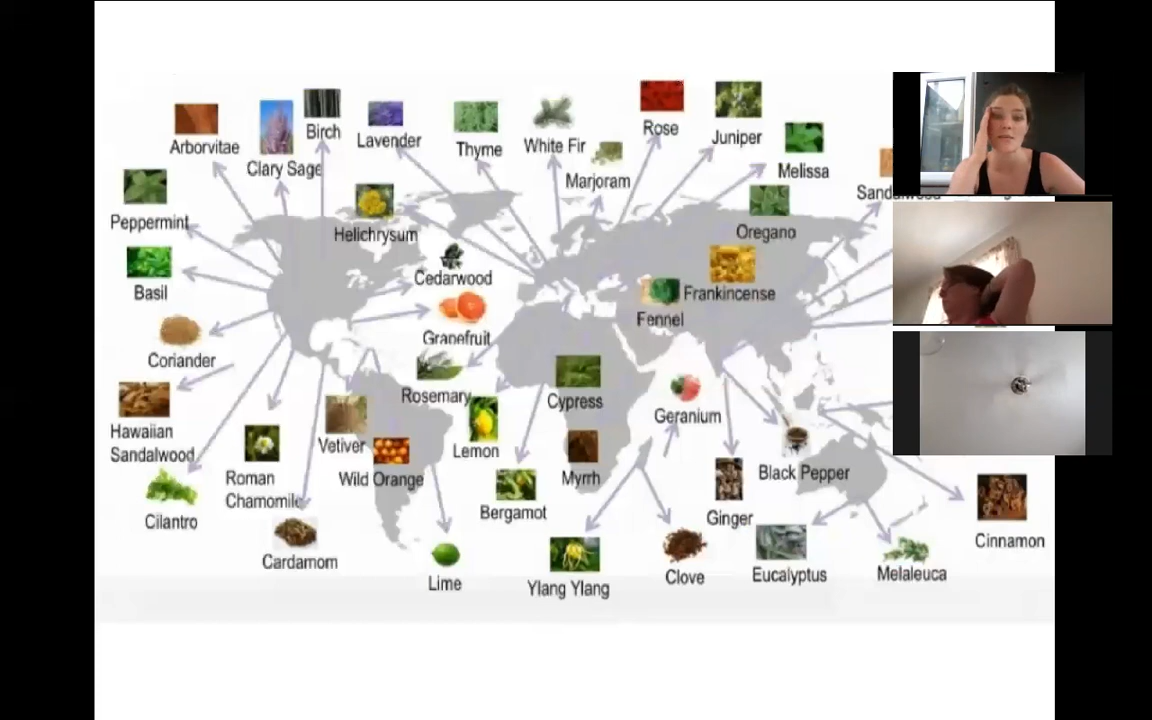 Birch
Lavender
Rose
Juniper
Arborvitae
Clary Sage
Thyme
White Fir
Marjoram
Melissa
Peppermint
Helichrysum
Oregano
Basil
Cedarwood
Frankincense
Fennel
Coriander
Grapefruit
Rosemary
Cypress
Geranium
Hawaiian
Sandalwood
Vetiver
Lemon
Wild Orange
Myrrh
Black Pepper
Roman
Chamomile
Cilantro
Bergamot
Ginger
Cinnamon
Cardamom
Lime
Ylang Ylang
Clove
Eucalyptus
Melaleuca